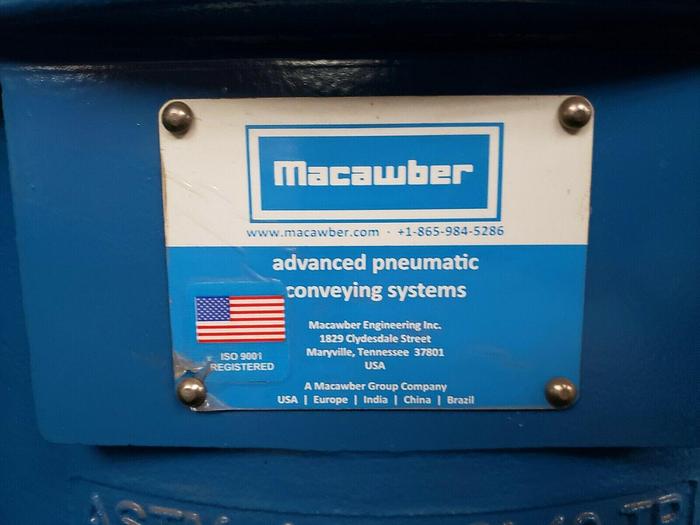 Macawber
www.macawber.com · +1-865-984-5286
advanced pneumatic
conveying systems
Macawber Engineering Inc.
1829 Clydesdale Street
Maryville, Tennessee 37801
USA
ISO 9001
REGISTERED
A Macawber Group Company
USA | Europe | India | China | Brazil